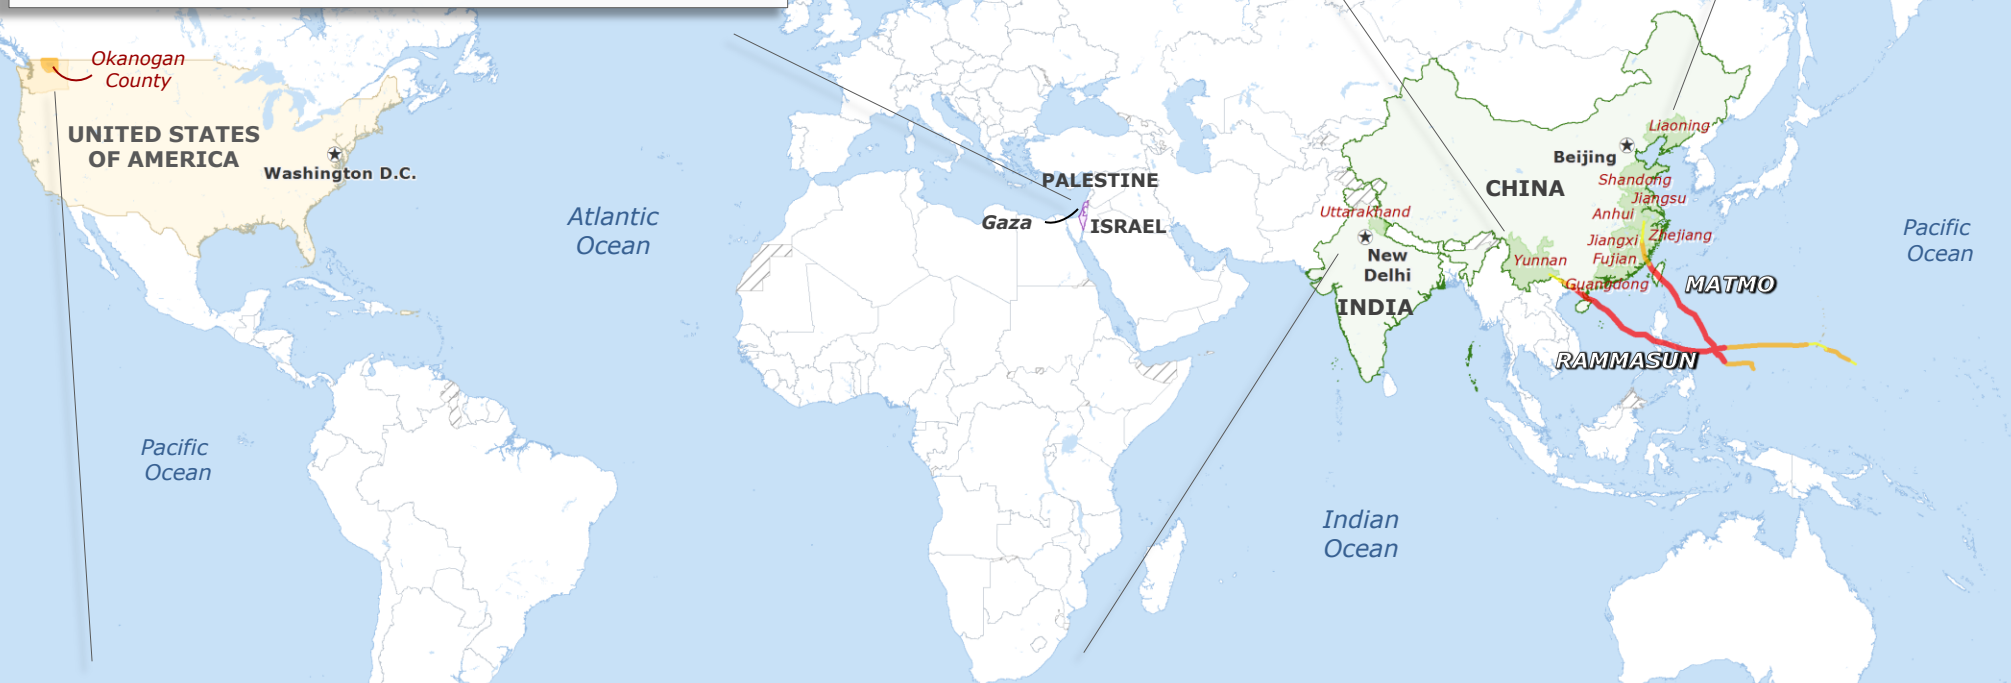 Okanogan
County
UNITED STATES
OF AMERICA
Washington D.C.
Atlantic
Ocean
Pacific
Ocean
PALESTINE
Gaza
ISRAEL
Uttarakhand
New
Delhi
INDIA
Liaoning
Beijing
CHINA
Shandong
Jiangsu
Anhui
Jiangxi
Zhejiang
Fujian
Yunnan
Guangdong
MATMO
RAMMASUN
Pacific
Ocean
Indian
Ocean